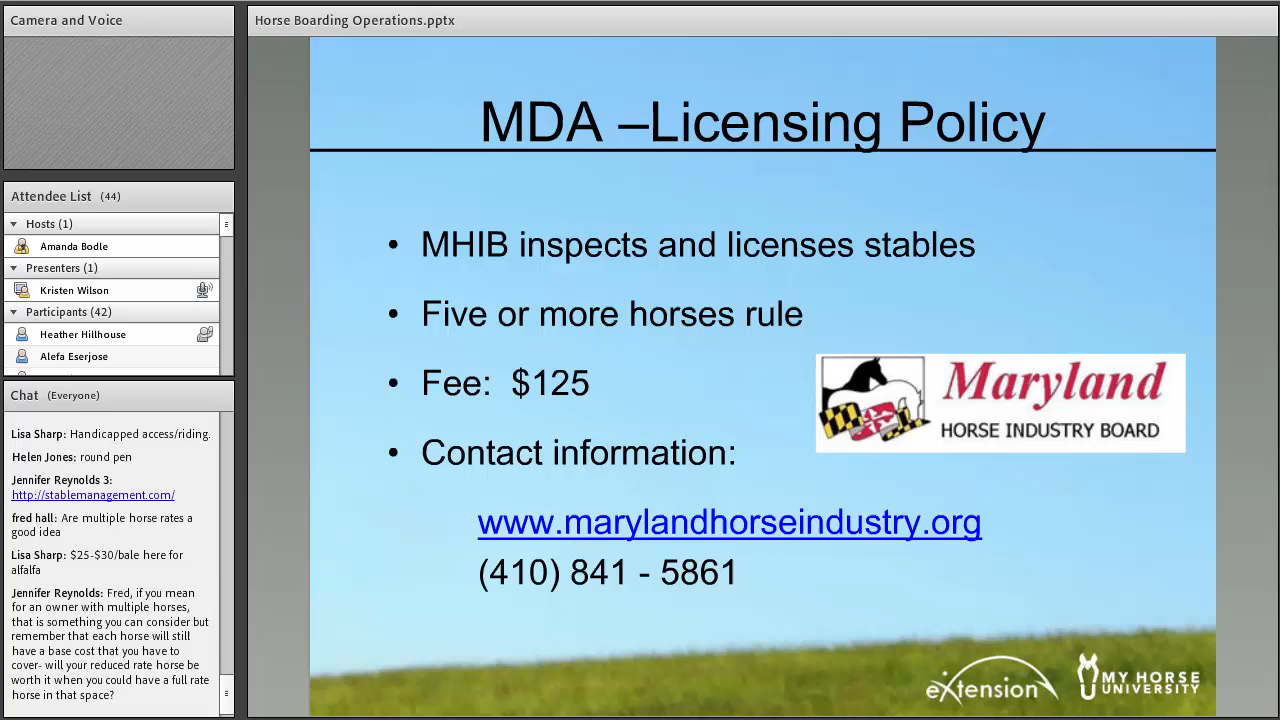 Camera and Voice
Attendee List (44)
Hosts (1)
Amanda Bodle
Presenters (1)
Kristen Wilson
Participants (42)
Heather Hillhouse
Alefa Eserjose
Chat (Everyone)
Lisa Sharp: Handicapped access/riding.
Helen Jones: round pen
Jennifer Reynolds 3:
http://stablemanagement.com/
fred hall: Are multiple horse rates a
good idea
Lisa Sharp: $25-$30/bale here for
alfalfa
Jennifer Reynolds: Fred, if you mean
for an owner with multiple horses,
that is something you can consider but
remember that each horse will still
have a base cost that you have to
cover- will your reduced rate horse be
worth it when you could have a full rate
horse in that space?
Horse Boarding Operations.pptx
MDA –Licensing Policy
• MHIB inspects and licenses stables
• Five or more horses rule
• Fee: $125
• Contact information:
www.marylandhorseindustry.org
(410) 841 - 5861
Maryland
HORSE INDUSTRY BOARD
eXtension
MY HORSE
UNIVERSITY